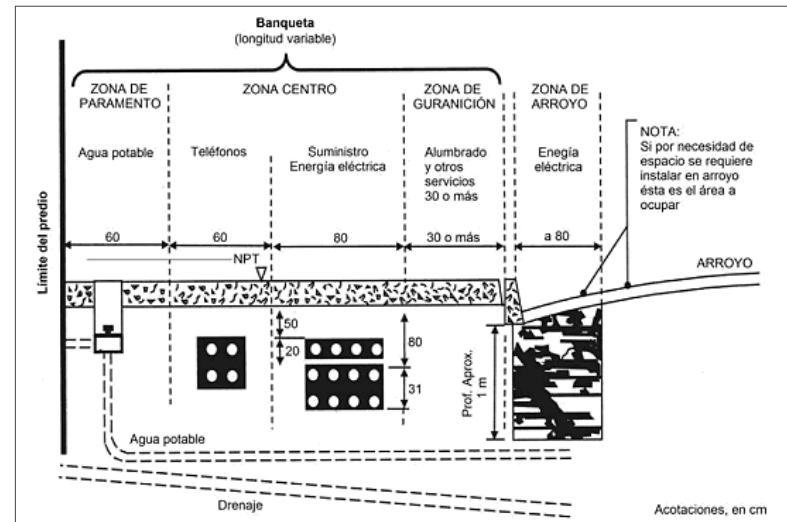 Banqueta
(longitud variable)
ZONA DE
PARAMENTO
ZONA CENTRO
ZONA DE
GURANICIÓN
ZONA DE
ARROYO
Agua potable
Teléfonos
Suministro
Energía eléctrica
Alumbrado
y otros
servicios
30 o más
Enegía
eléctrica
NOTA:
Si por necesidad de
espacio se requiere
instalar en arroyo
ésta es el área a
ocupar
Límite del predio
60
60
80
30 o más
a 80
NPT
ARROYO
50
20
80
31
Prof. Aprox.
1 m
Agua potable
Drenaje
Acotaciones, en cm